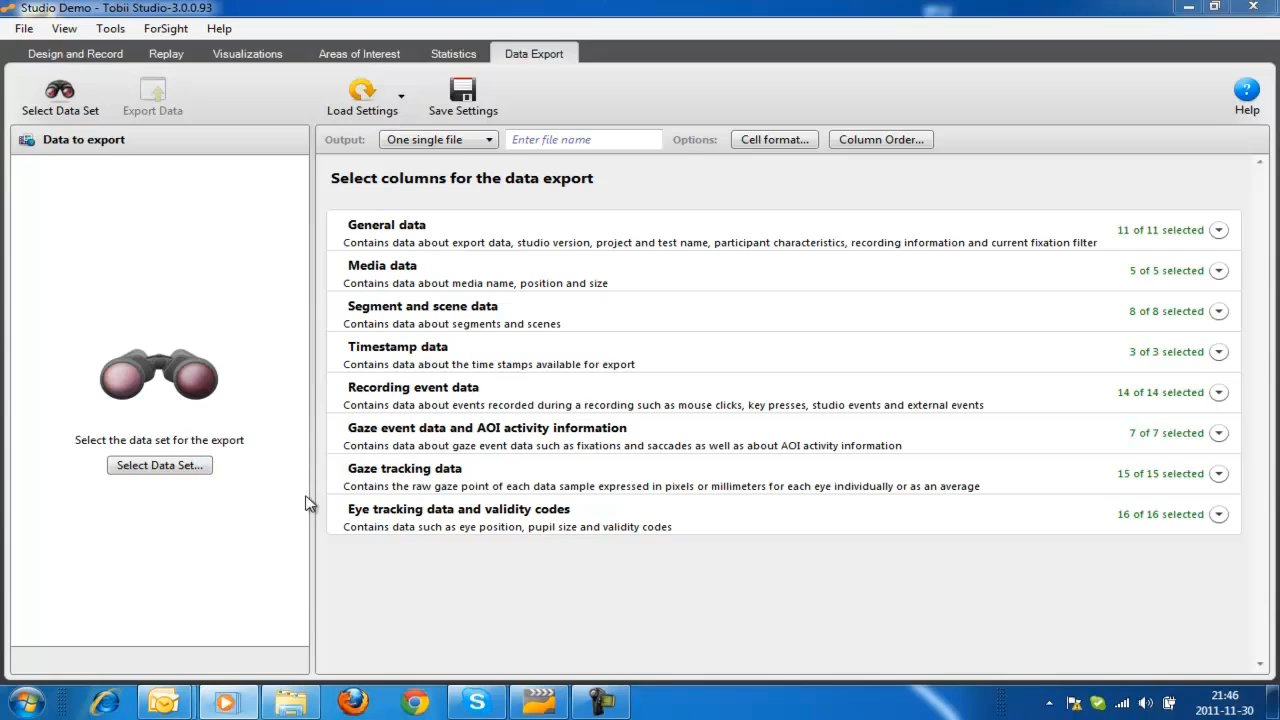 Studio Demo - Tobii Studio-3.0.0.93
File View Tools ForSight Help
Design and Record Replay Visualizations Areas of Interest Statistics Data Export
Select Data Set Export Data Load Settings Save Settings Help
Data to export
Output: One single file Enter file name Options: Cell format... Column Order...
Select columns for the data export
General data
11 of 11 selected
Contains data about export data, studio version, project and test name, participant characteristics, recording information and current fixation filter
Media data
5 of 5 selected
Contains data about media name, position and size
Segment and scene data
8 of 8 selected
Contains data about segments and scenes
Timestamp data
3 of 3 selected
Contains data about the time stamps available for export
Recording event data
14 of 14 selected
Contains data about events recorded during a recording such as mouse clicks, key presses, studio events and external events
Gaze event data and AOI activity information
7 of 7 selected
Contains data about gaze event data such as fixations and saccades as well as about AOI activity information
Gaze tracking data
15 of 15 selected
Contains the raw gaze point of each data sample expressed in pixels or millimeters for each eye individually or as an average
Eye tracking data and validity codes
16 of 16 selected
Contains data such as eye position, pupil size and validity codes
Select the data set for the export
Select Data Set...
21:46
2011-11-30